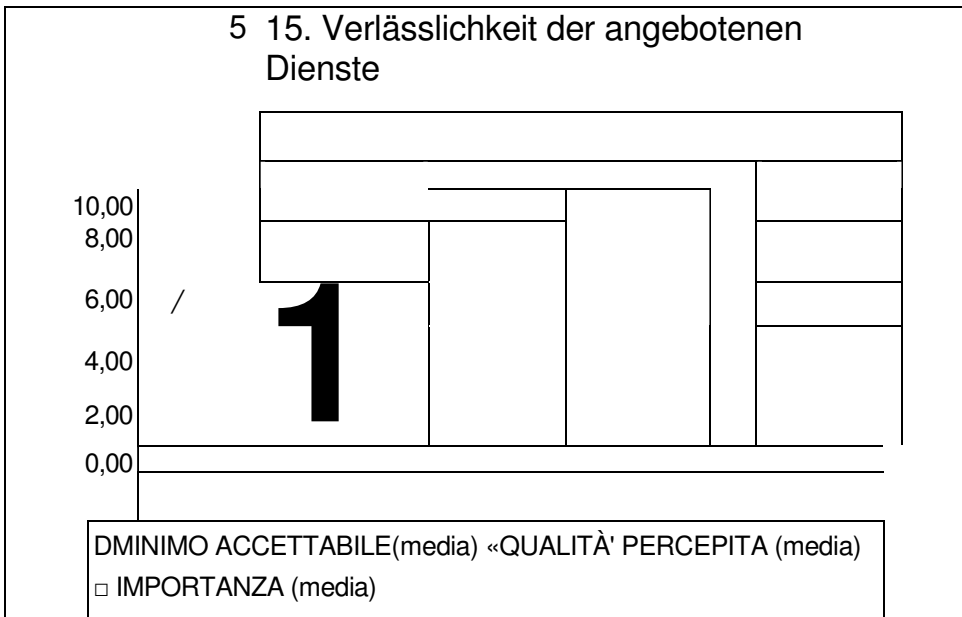 5 15. Verlässlichkeit der angebotenen
Dienste
10,00
8,00
6,00 /
4,00
2,00
0,00
1
DMINIMO ACCETTABILE(media) «QUALITÀ' PERCEPITA (media)
□ IMPORTANZA (media)